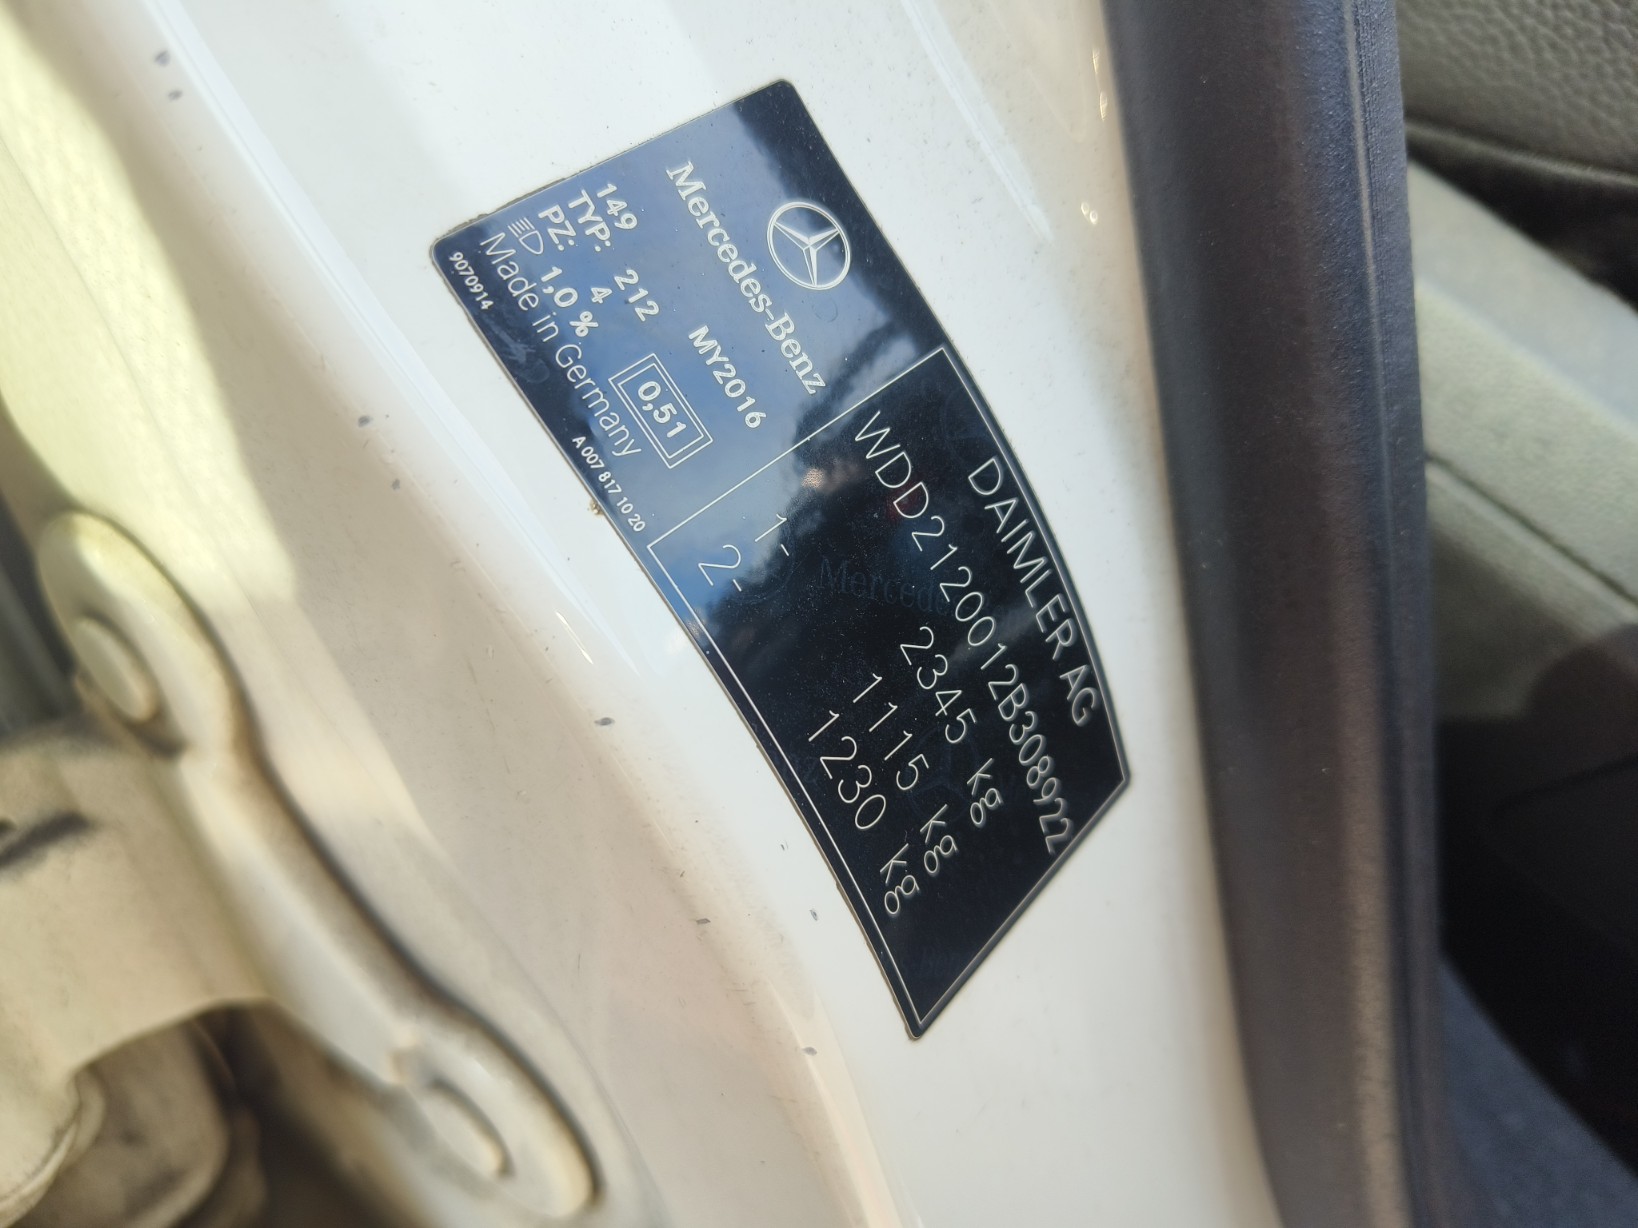 Mercedes-Benz
149 MY2016
TYP: 212
PZ: 4 0,51
1,0 %
Made in Germany
9070914 A 007 817 10 20
DAIMLER AG
WDD2120012B308922
2345 kg
1- 1115 kg
2- 1230 kg